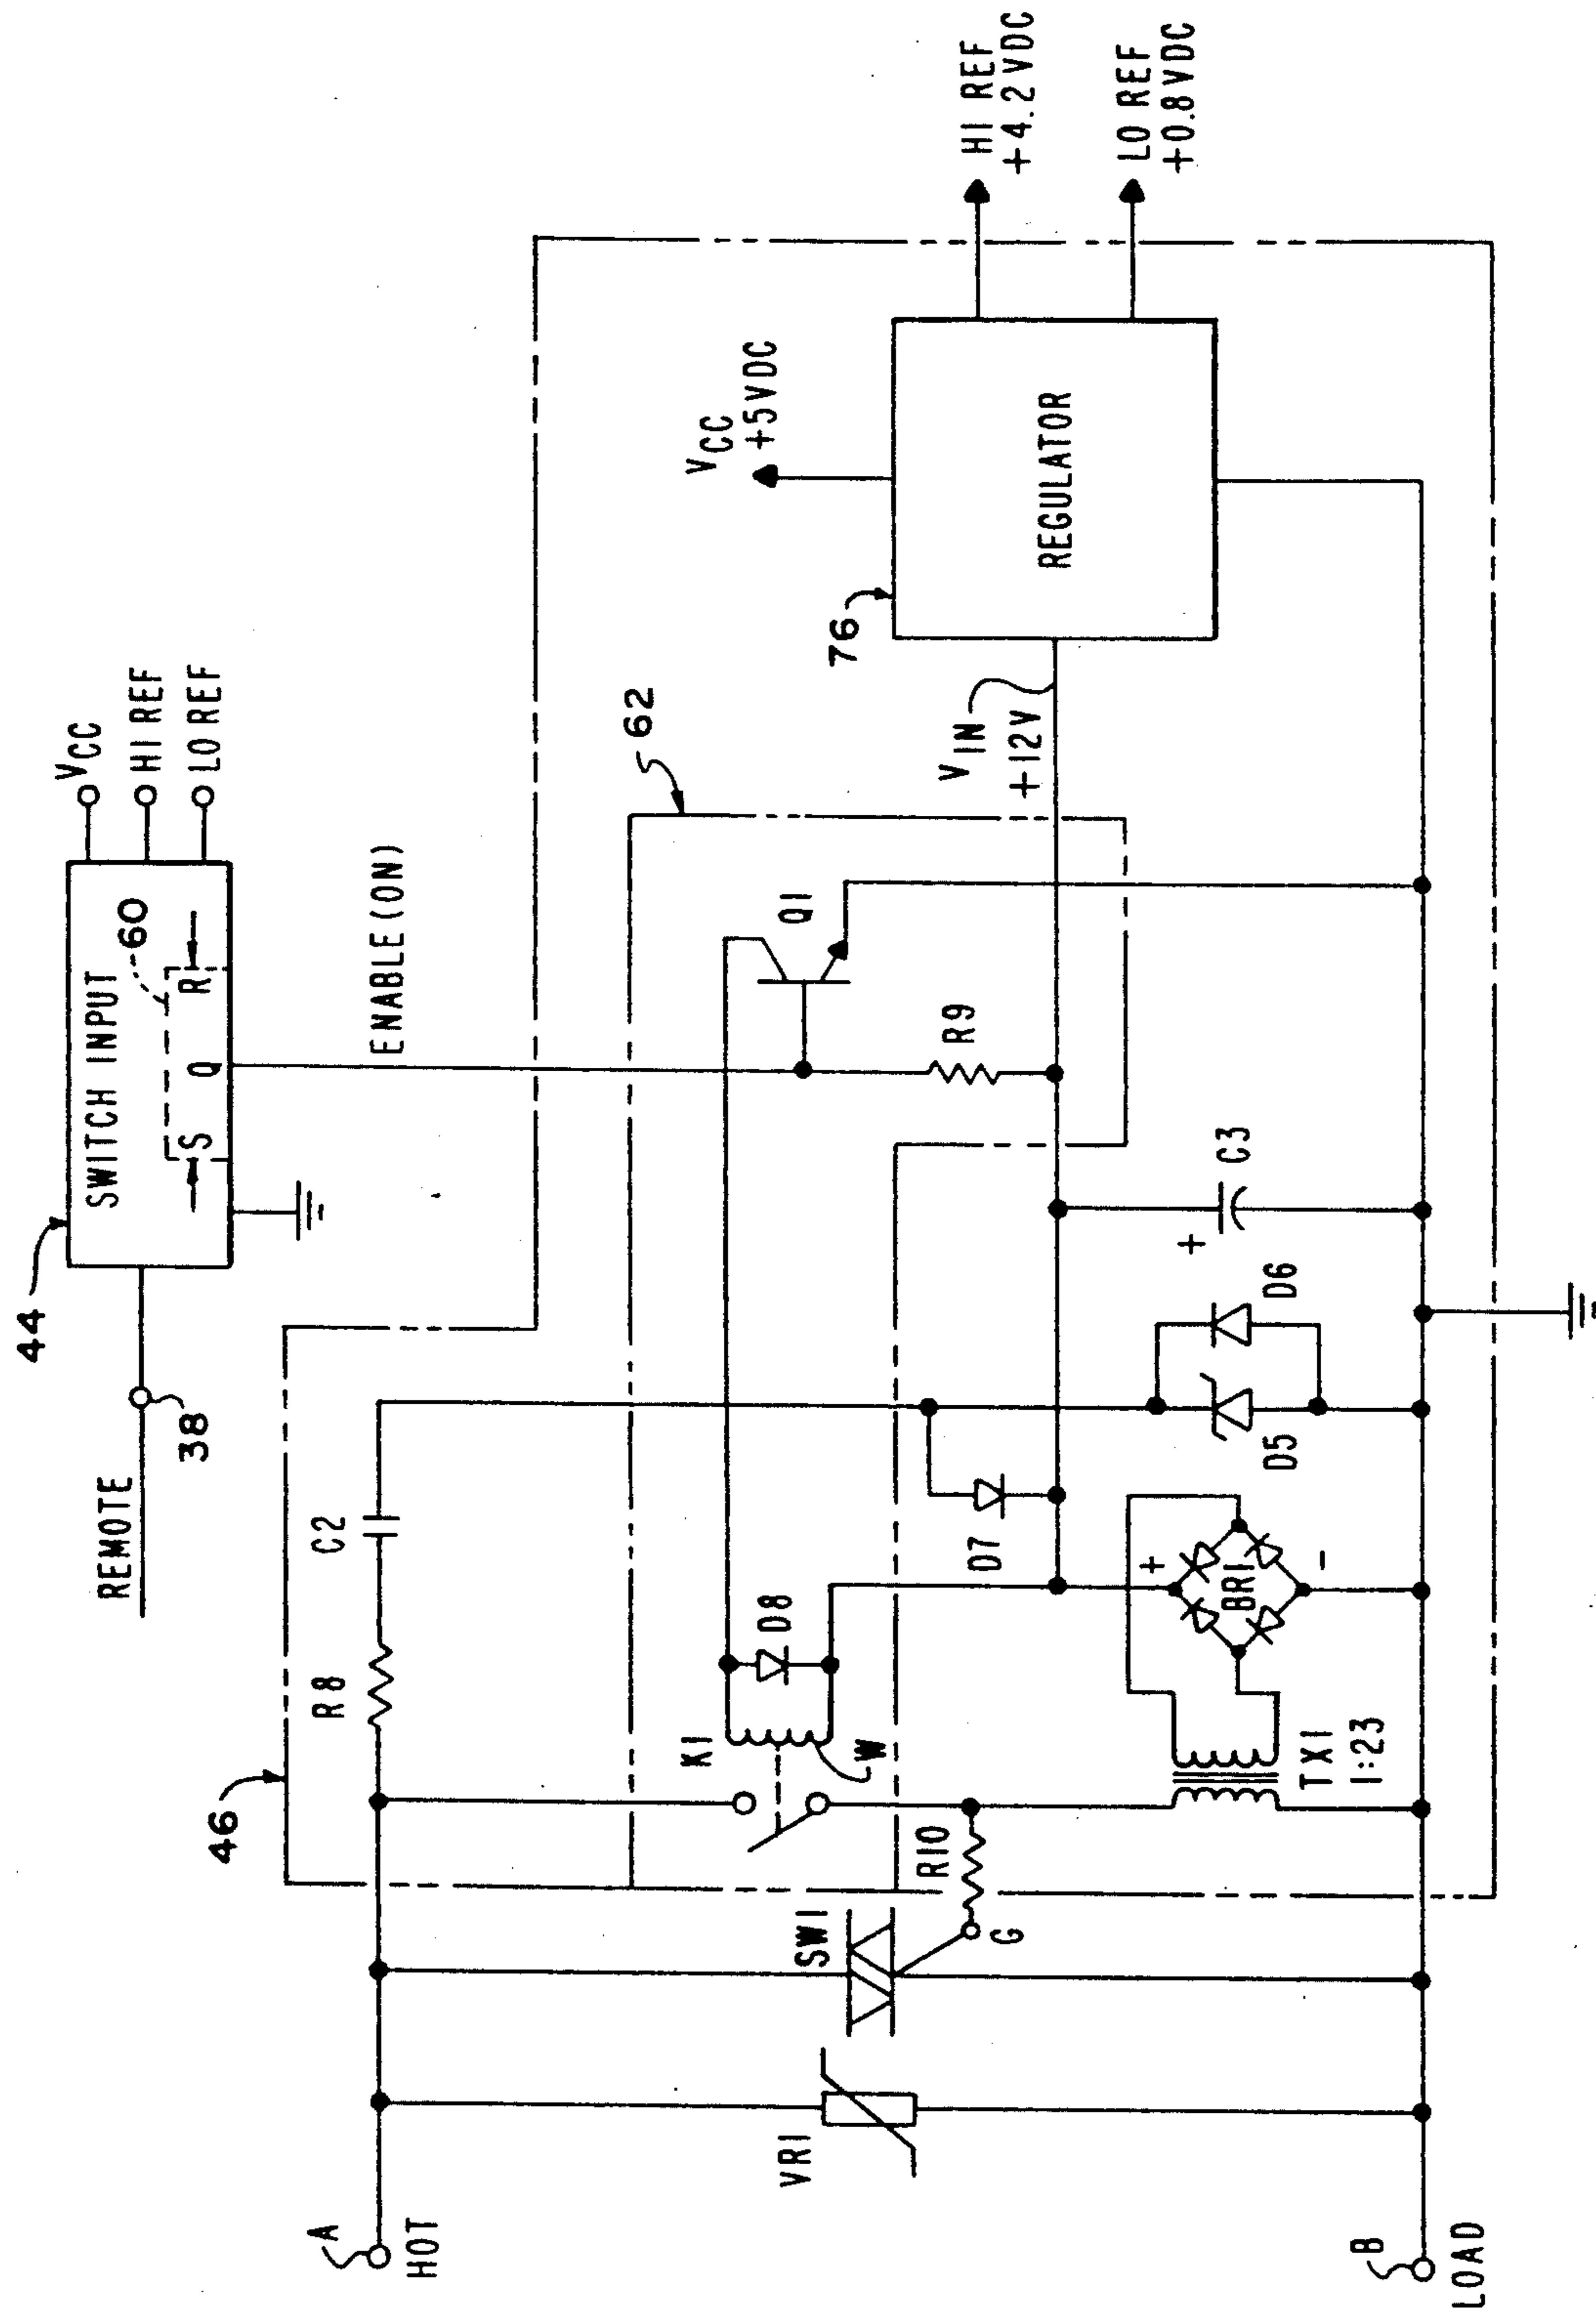 44
SWITCH INPUT
60
S Q R
VCC
HI REF
LO REF
REMOTE
38
ENABLE(ON)
46
R8
C2
62
A
HOT
VR1
SW1
G
R10
K1
W
D8
Q1
R9
D7
VIN
+12V
76
REGULATOR
VCC
+5VDC
HI REF
+4.2VDC
LO REF
+0.8VDC
TX1
1:23
+
BR1
-
D5
D6
+
C3
B
LOAD